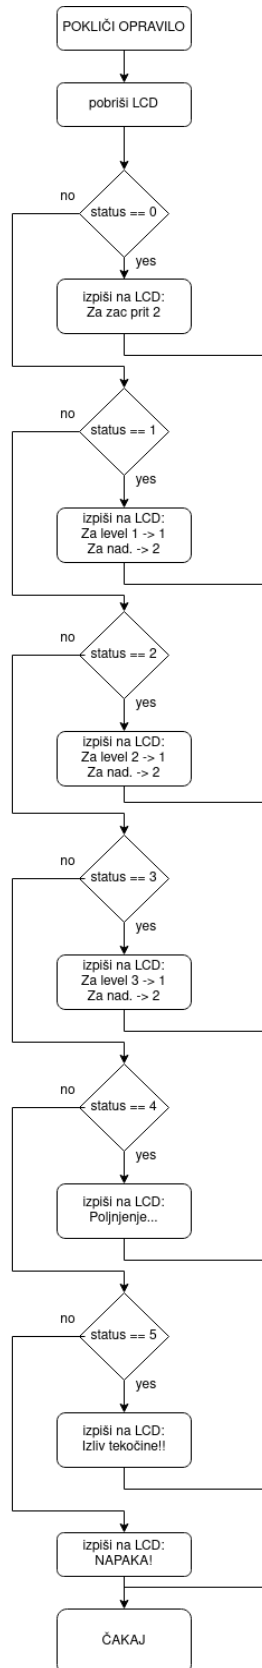 POKLIČI OPRAVILO
pobriši LCD
no
status == 0
yes
izpiši na LCD:
Za zac prit 2
no
status == 1
yes
izpiši na LCD:
Za level 1 -> 1
Za nad. -> 2
no
status == 2
yes
izpiši na LCD:
Za level 2 -> 1
Za nad. -> 2
no
status == 3
yes
izpiši na LCD:
Za level 3 -> 1
Za nad. -> 2
no
status == 4
yes
izpiši na LCD:
Poljnjenje...
no
status == 5
yes
izpiši na LCD:
Izliv tekočine!!
izpiši na LCD:
NAPAKA!
ČAKAJ